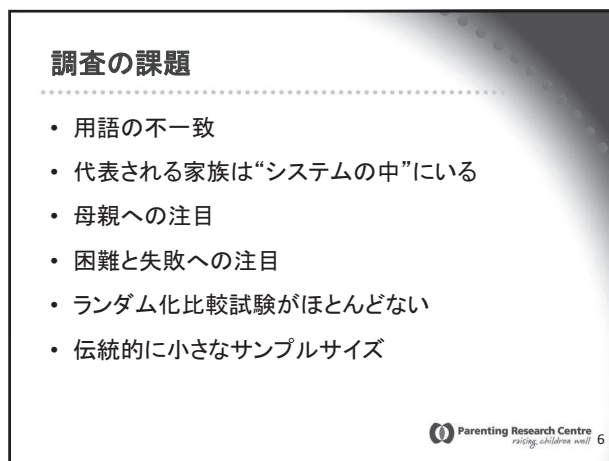 調査の課題
• 用語の不一致
• 代表される家族は“システムの中”にいる
• 母親への注目
• 困難と失敗への注目
• ランダム化比較試験がほとんどない
• 伝統的に小さなサンプルサイズ
Parenting Research Centre
raising children well 6